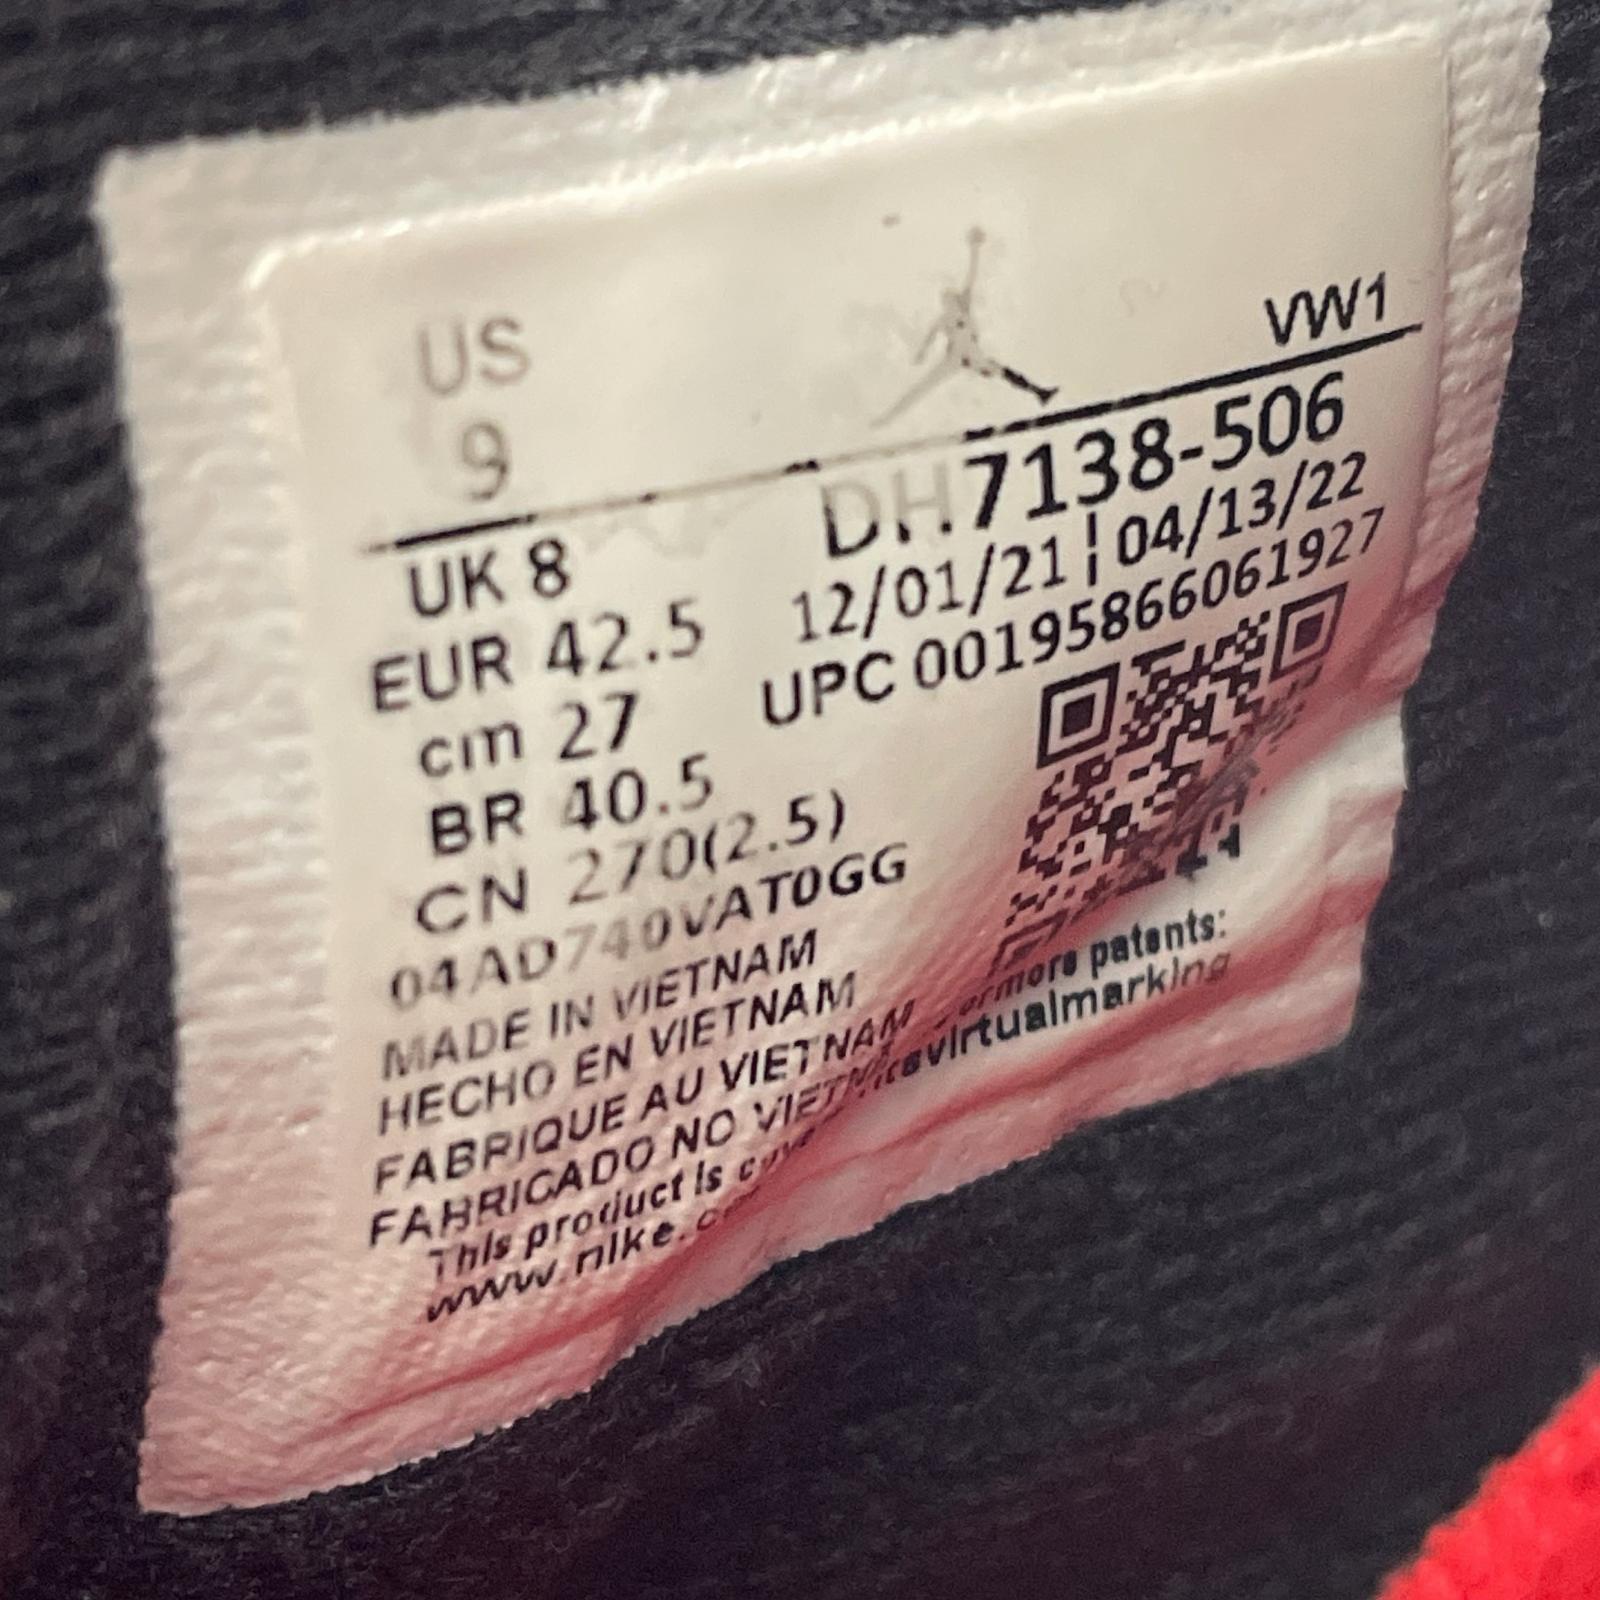 US
9
VW1
UK 8
EUR 42.5
cm 27
BR 40.5
CN 270(2.5)
04AD740VAT0GG
DH7138-506
12/01/21 ¦ 04/13/22
UPC 00195866061927
MADE IN VIETNAM
HECHO EN VIETNAM
FABRIQUE AU VIETNAM
FABRICADO NO VIETNAM
This product is more patents:
www.nike. virtualmarking